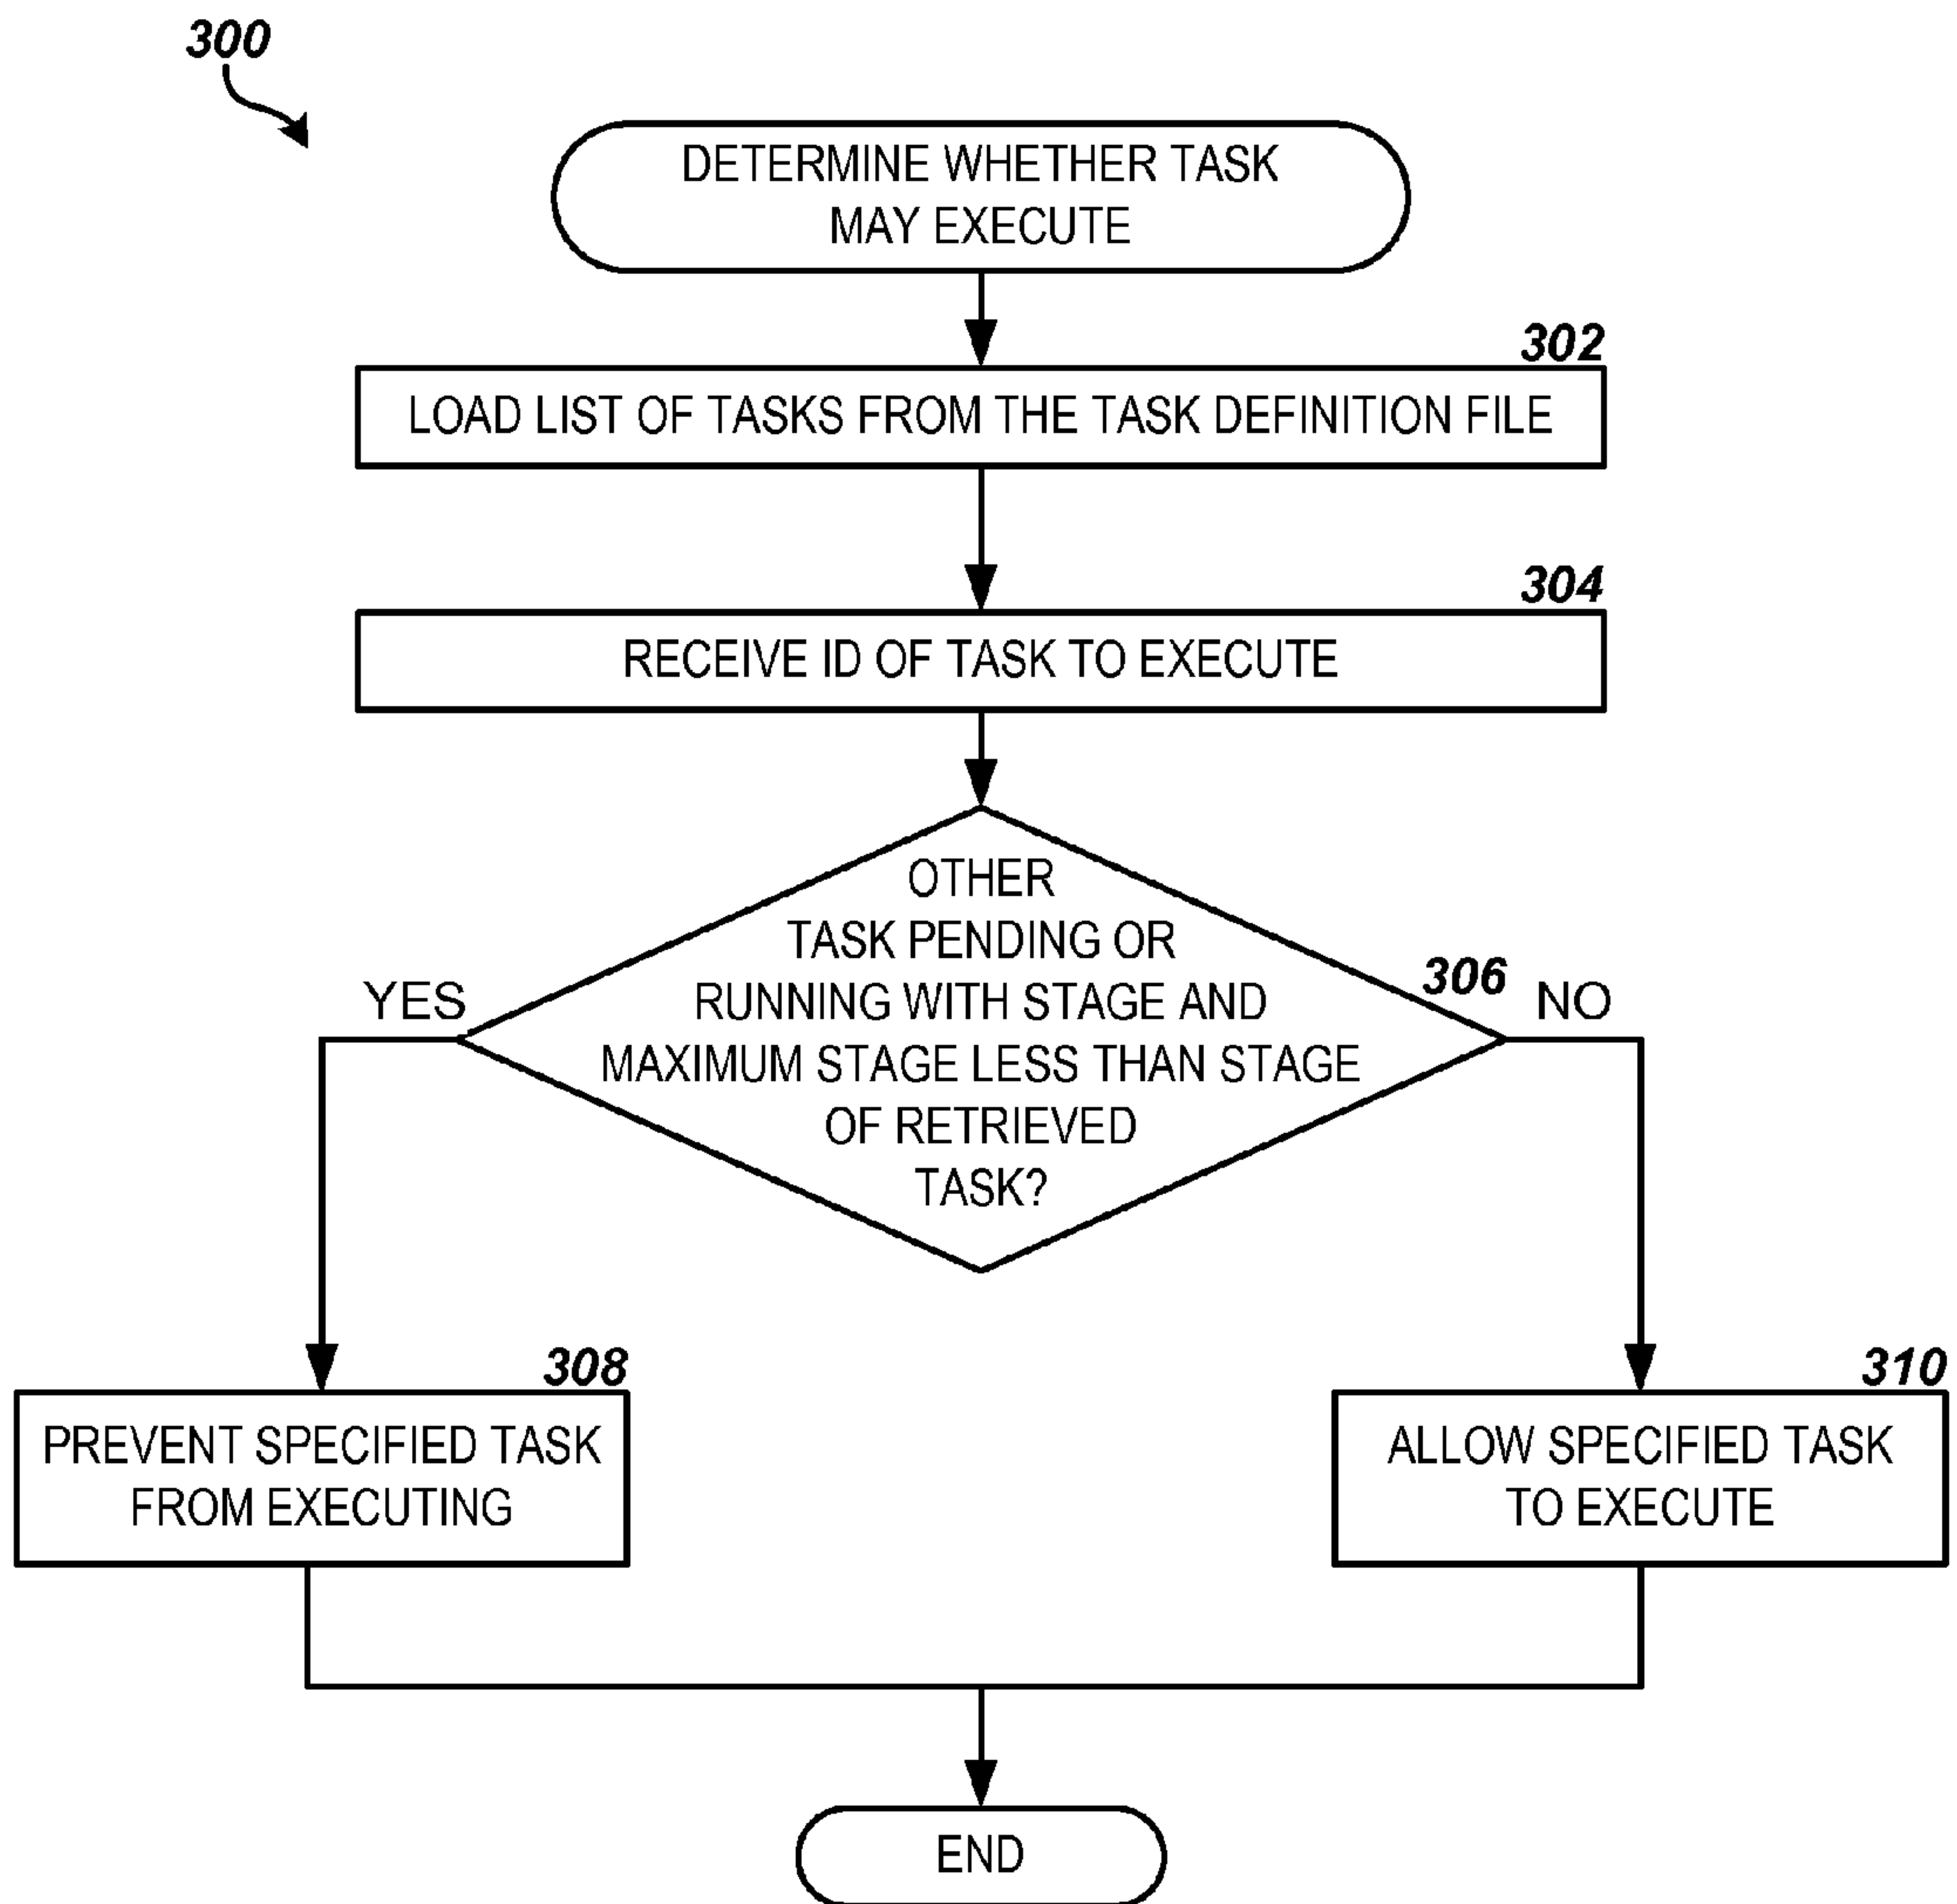 300
DETERMINE WHETHER TASK
MAY EXECUTE
302
LOAD LIST OF TASKS FROM THE TASK DEFINITION FILE
304
RECEIVE ID OF TASK TO EXECUTE
OTHER
TASK PENDING OR
RUNNING WITH STAGE AND
MAXIMUM STAGE LESS THAN STAGE
OF RETRIEVED
TASK?
306
YES
NO
308
PREVENT SPECIFIED TASK
FROM EXECUTING
310
ALLOW SPECIFIED TASK
TO EXECUTE
END